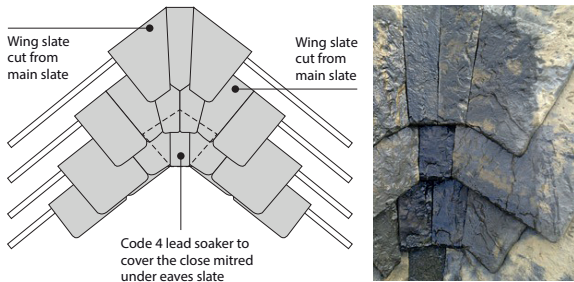 Wing slate
cut from
main slate
Wing slate
cut from
main slate
Code 4 lead soaker to
cover the close mitred
under eaves slate